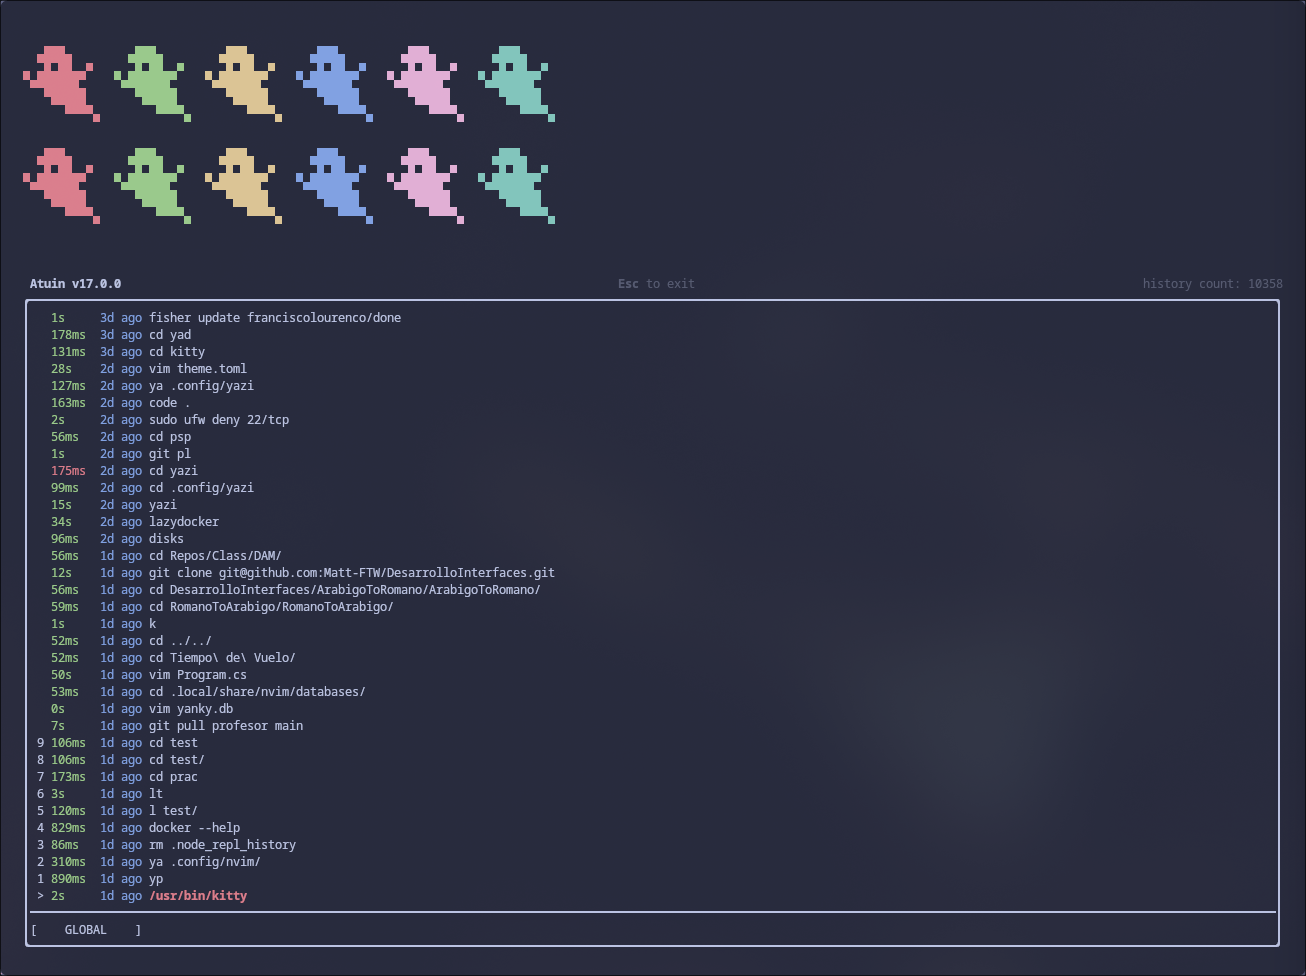 Atuin v17.0.0 Esc to exit history count: 10358
1s 3d ago fisher update franciscolourenco/done
178ms 3d ago cd yad
131ms 3d ago cd kitty
28s 2d ago vim theme.toml
127ms 2d ago ya .config/yazi
163ms 2d ago code .
2s 2d ago sudo ufw deny 22/tcp
56ms 2d ago cd psp
1s 2d ago git pl
175ms 2d ago cd yazi
99ms 2d ago cd .config/yazi
15s 2d ago yazi
34s 2d ago lazydocker
96ms 2d ago disks
56ms 1d ago cd Repos/Class/DAM/
12s 1d ago git clone git@github.com:Matt-FTW/DesarrolloInterfaces.git
56ms 1d ago cd DesarrolloInterfaces/ArabigoToRomano/ArabigoToRomano/
59ms 1d ago cd RomanoToArabigo/RomanoToArabigo/
1s 1d ago k
52ms 1d ago cd ../../
52ms 1d ago cd Tiempo\ de\ Vuelo/
50s 1d ago vim Program.cs
53ms 1d ago cd .local/share/nvim/databases/
0s 1d ago vim yanky.db
7s 1d ago git pull profesor main
9 106ms 1d ago cd test
8 106ms 1d ago cd test/
7 173ms 1d ago cd prac
6 3s 1d ago lt
5 120ms 1d ago l test/
4 829ms 1d ago docker --help
3 86ms 1d ago rm .node_repl_history
2 310ms 1d ago ya .config/nvim/
1 890ms 1d ago yp
> 2s 1d ago /usr/bin/kitty
[ GLOBAL ]